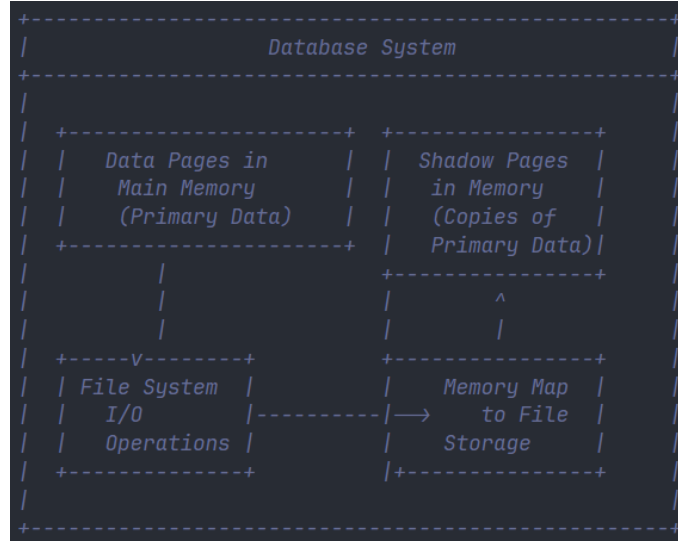 Database System
Data Pages in
Main Memory
(Primary Data)
Shadow Pages
in Memory
(Copies of
Primary Data)
File System
I/O
Operations
Memory Map
to File
Storage